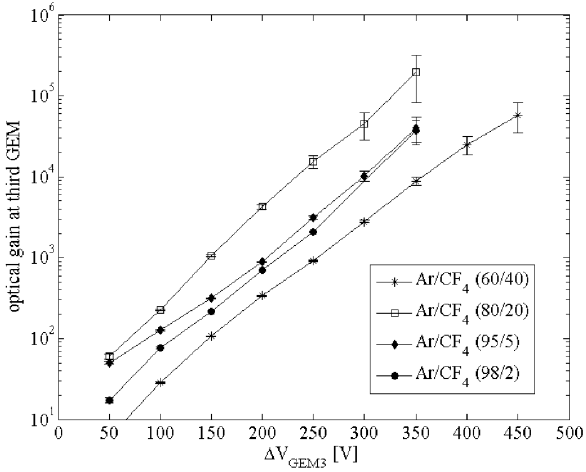 optical gain at third GEM
10^6
10^5
10^4
10^3
10^2
10^1
0 50 100 150 200 250 300 350 400 450 500
ΔV_GEM3 [V]
Ar/CF_4 (60/40)
Ar/CF_4 (80/20)
Ar/CF_4 (95/5)
Ar/CF_4 (98/2)